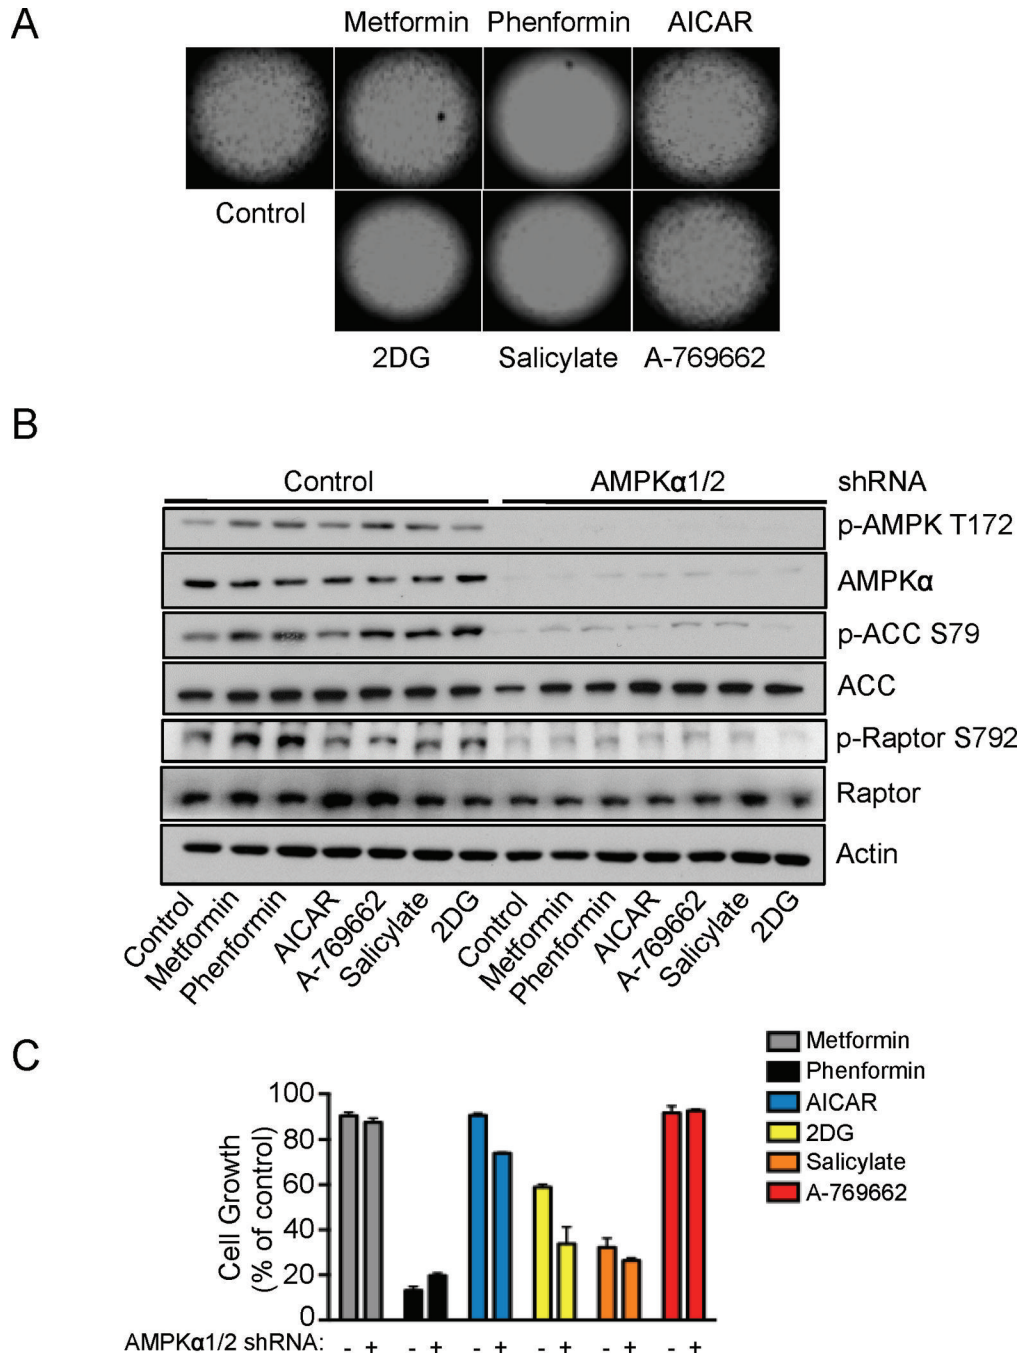 A
Metformin Phenformin AICAR
Control
2DG Salicylate A-769662
B
Control AMPKα1/2 shRNA
p-AMPK T172
AMPKα
p-ACC S79
ACC
p-Raptor S792
Raptor
Actin
Control Metformin Phenformin AICAR A-769662 Salicylate 2DG Control Metformin Phenformin AICAR A-769662 Salicylate 2DG
C
Metformin
Phenformin
AICAR
2DG
Salicylate
A-769662
Cell Growth
(% of control)
100
80
60
40
20
0
AMPKα1/2 shRNA: - + - + - + - + - + - +